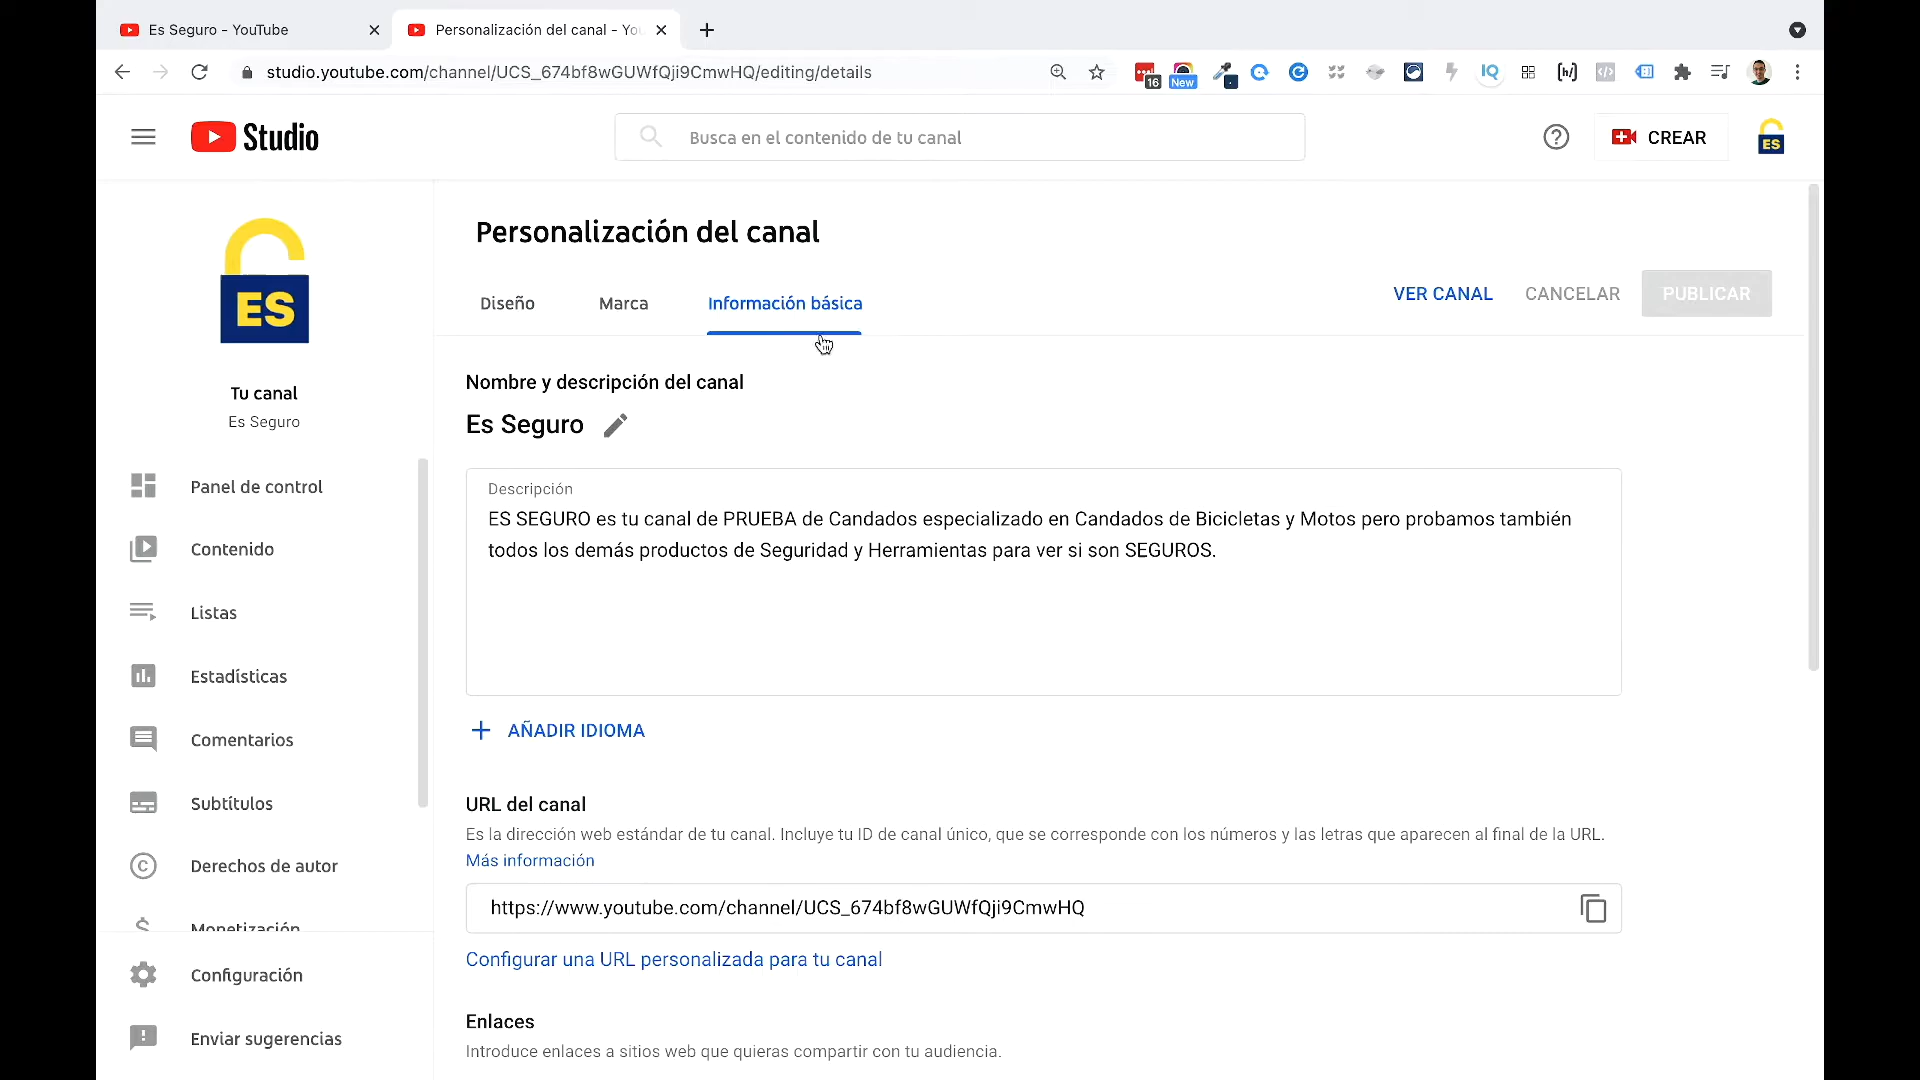 Es Seguro - YouTube
Personalización del canal - You
studio.youtube.com/channel/UCS_674bf8wGUWfQji9CmwHQ/editing/details
16
New
IQ
[h]
Studio
Busca en el contenido de tu canal
CREAR
ES
ES
Tu canal
Es Seguro
Panel de control
Contenido
Listas
Estadísticas
Comentarios
Subtítulos
Derechos de autor
Monetización
Configuración
Enviar sugerencias
Personalización del canal
Diseño
Marca
Información básica
VER CANAL
CANCELAR
PUBLICAR
Nombre y descripción del canal
Es Seguro
Descripción
ES SEGURO es tu canal de PRUEBA de Candados especializado en Candados de Bicicletas y Motos pero probamos también
todos los demás productos de Seguridad y Herramientas para ver si son SEGUROS.
AÑADIR IDIOMA
URL del canal
Es la dirección web estándar de tu canal. Incluye tu ID de canal único, que se corresponde con los números y las letras que aparecen al final de la URL.
Más información
https://www.youtube.com/channel/UCS_674bf8wGUWfQji9CmwHQ
Configurar una URL personalizada para tu canal
Enlaces
Introduce enlaces a sitios web que quieras compartir con tu audiencia.